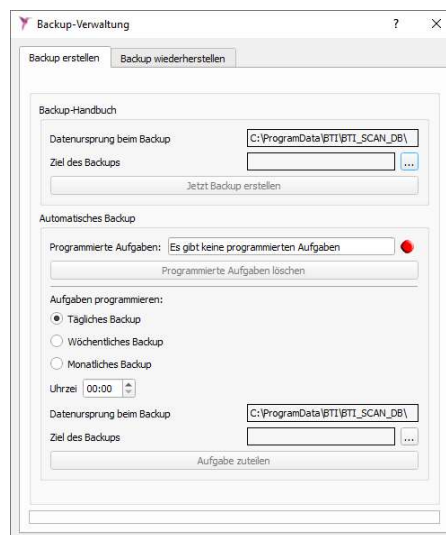 Backup-Verwaltung ? ×
Backup erstellen Backup wiederherstellen
Backup-Handbuch
Datenursprung beim Backup C:\ProgramData\BTI\BTI_SCAN_DB\
Ziel des Backups ...
Jetzt Backup erstellen
Automatisches Backup
Programmierte Aufgaben: Es gibt keine programmierten Aufgaben
Programmierte Aufgaben löschen
Aufgaben programmieren:
Tägliches Backup
Wöchentliches Backup
Monatliches Backup
Uhrzei 00:00
Datenursprung beim Backup C:\ProgramData\BTI\BTI_SCAN_DB\
Ziel des Backups ...
Aufgabe zuteilen